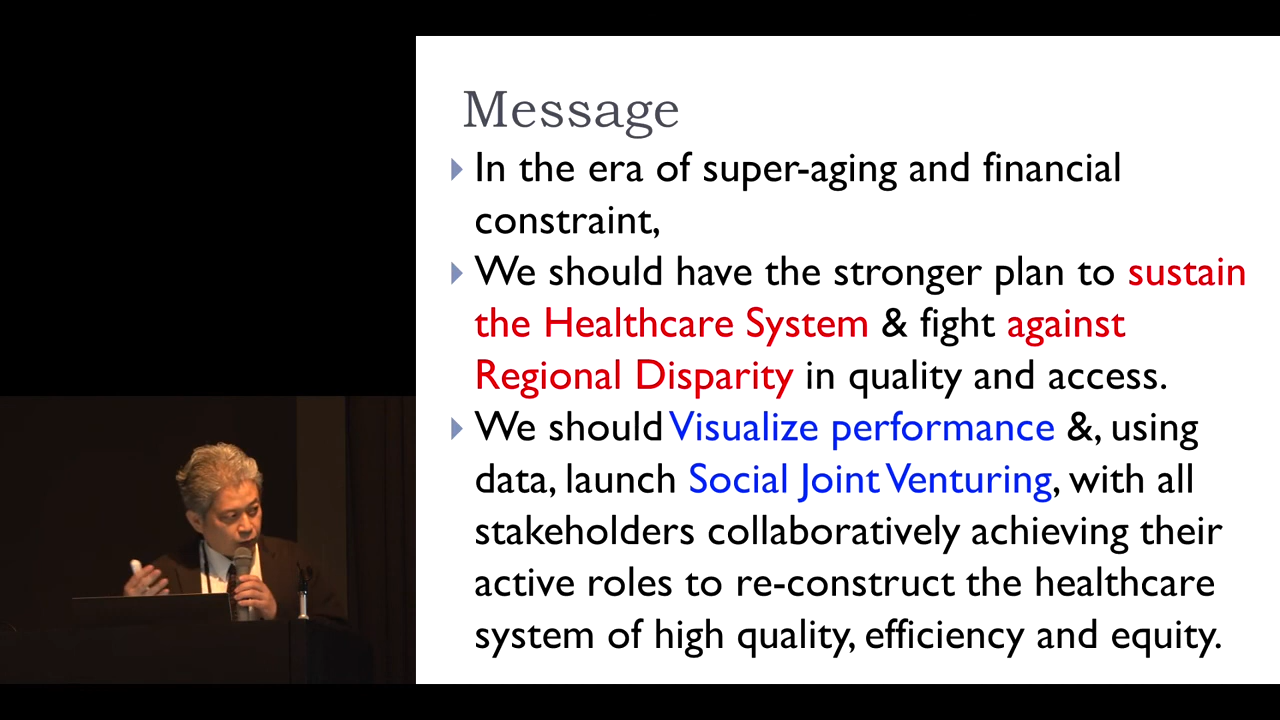 Message
In the era of super-aging and financial
constraint,
We should have the stronger plan to sustain
the Healthcare System & fight against
Regional Disparity in quality and access.
We should Visualize performance &, using
data, launch Social Joint Venturing, with all
stakeholders collaboratively achieving their
active roles to re-construct the healthcare
system of high quality, efficiency and equity.